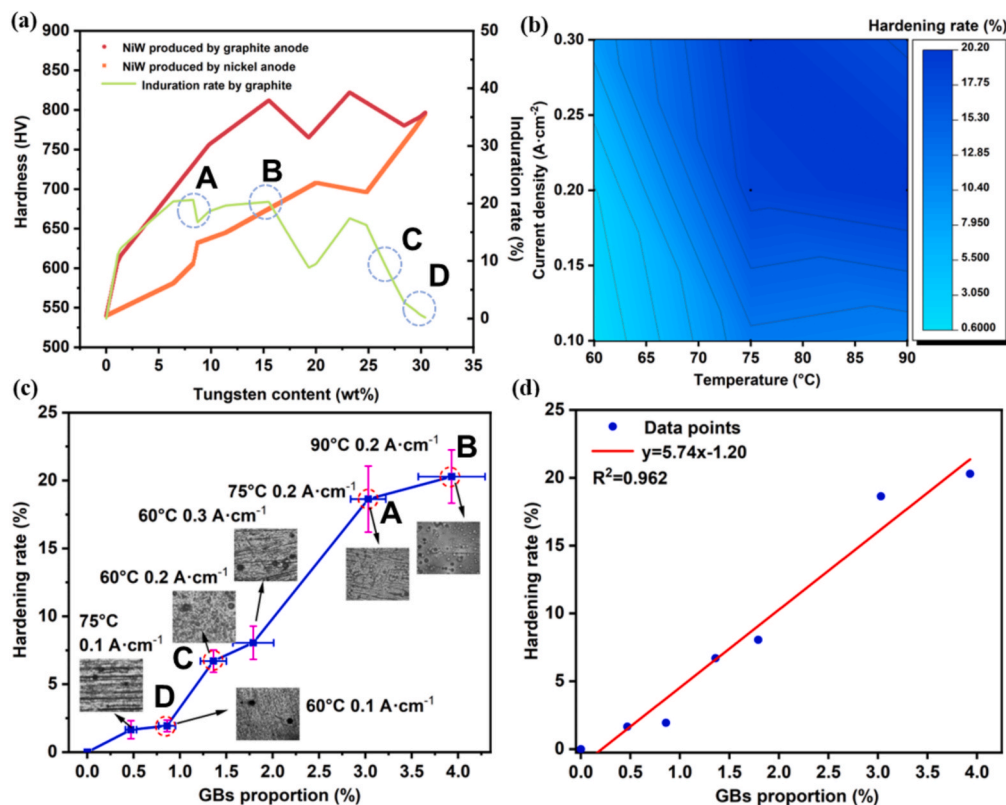 (a)
900
850
800
750
700
650
600
550
500
Hardness (HV)
50
40
30
20
10
0
Induration rate (%)
NiW produced by graphite anode
NiW produced by nickel anode
Induration rate by graphite
A
B
C
D
0 5 10 15 20 25 30 35
Tungsten content (wt%)
(b)
Hardening rate (%)
0.30
0.25
0.20
0.15
0.10
Current density (A·cm⁻²)
20.20
17.75
15.30
12.85
10.40
7.950
5.500
3.050
0.6000
60 65 70 75 80 85 90
Temperature (°C)
(c)
25
20
15
10
5
0
Hardening rate (%)
90°C 0.2 A·cm⁻¹
B
75°C 0.2 A·cm⁻¹
A
60°C 0.3 A·cm⁻¹
60°C 0.2 A·cm⁻¹
C
75°C
0.1 A·cm⁻¹
D
60°C 0.1 A·cm⁻¹
0.0 0.5 1.0 1.5 2.0 2.5 3.0 3.5 4.0
GBs proportion (%)
(d)
25
20
15
10
5
0
Hardening rate (%)
Data points
y=5.74x-1.20
R²=0.962
0.0 0.5 1.0 1.5 2.0 2.5 3.0 3.5 4.0
GBs proportion (%)